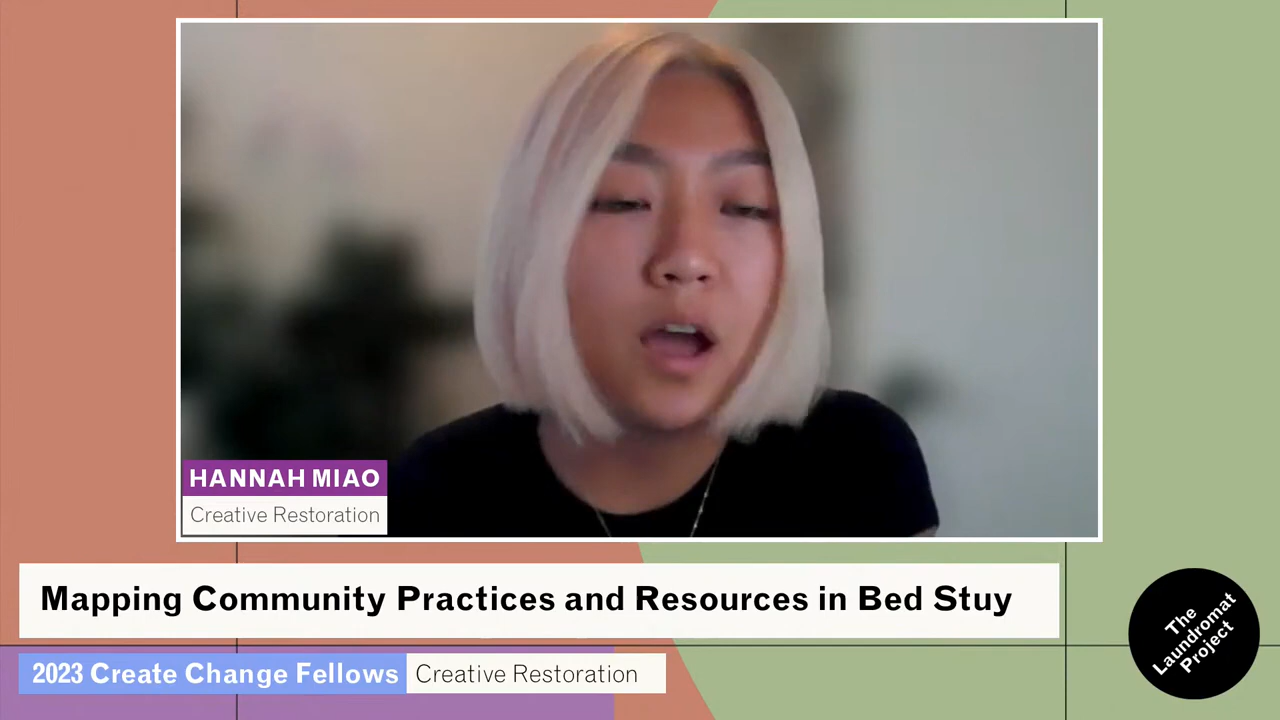 HANNAH MIAO
Creative Restoration
Mapping Community Practices and Resources in Bed Stuy
2023 Create Change Fellows
Creative Restoration
The
Laundromat
Project